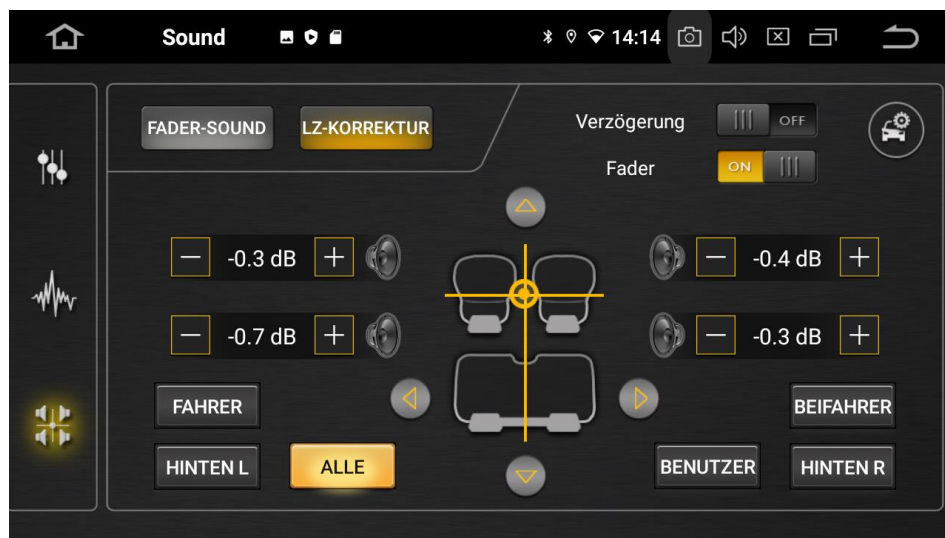 Sound 14:14
FADER-SOUND LZ-KORREKTUR Verzögerung OFF
Fader ON
− -0.3 dB + − -0.4 dB +
− -0.7 dB + − -0.3 dB +
FAHRER BEIFAHRER
HINTEN L ALLE BENUTZER HINTEN R